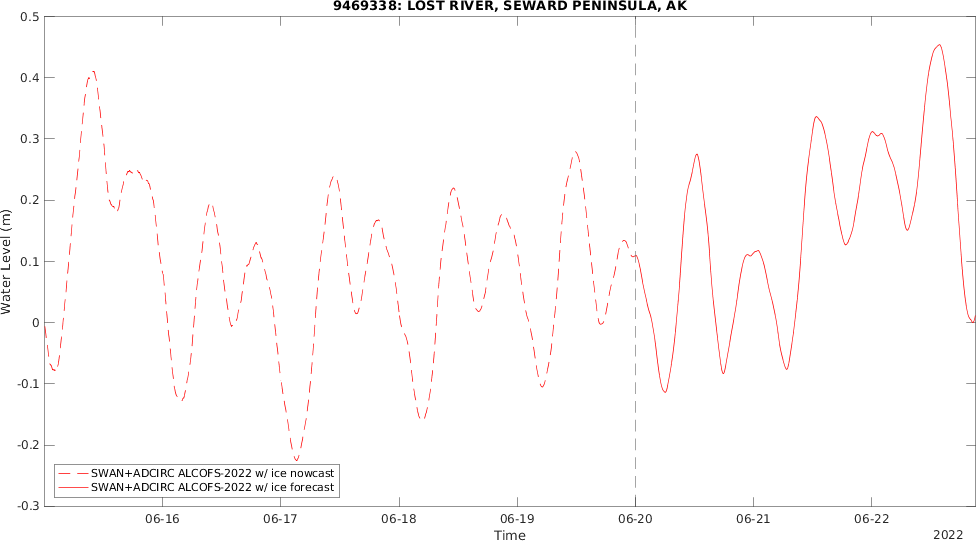 9469338: LOST RIVER, SEWARD PENINSULA, AK
0.5
0.4
0.3
0.2
0.1
0
-0.1
-0.2
-0.3
Water Level (m)
SWAN+ADCIRC ALCOFS-2022 w/ ice nowcast
SWAN+ADCIRC ALCOFS-2022 w/ ice forecast
06-16 06-17 06-18 06-19 06-20 06-21 06-22
Time
2022